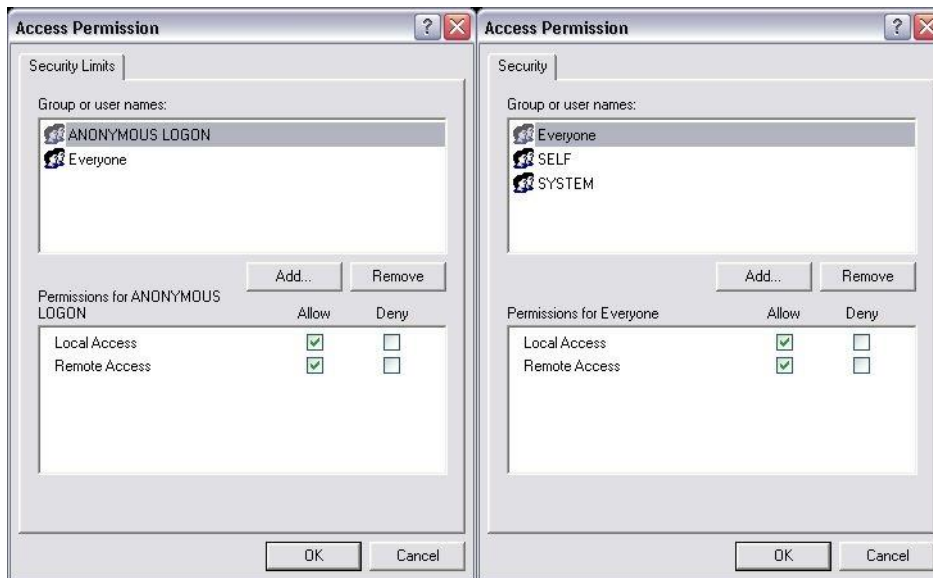 Access Permission
Security Limits
Group or user names:
ANONYMOUS LOGON
Everyone
Add...
Remove
Permissions for ANONYMOUS
LOGON
Allow
Deny
Local Access
Remote Access
OK
Cancel
Access Permission
Security
Group or user names:
Everyone
SELF
SYSTEM
Add...
Remove
Permissions for Everyone
Allow
Deny
Local Access
Remote Access
OK
Cancel